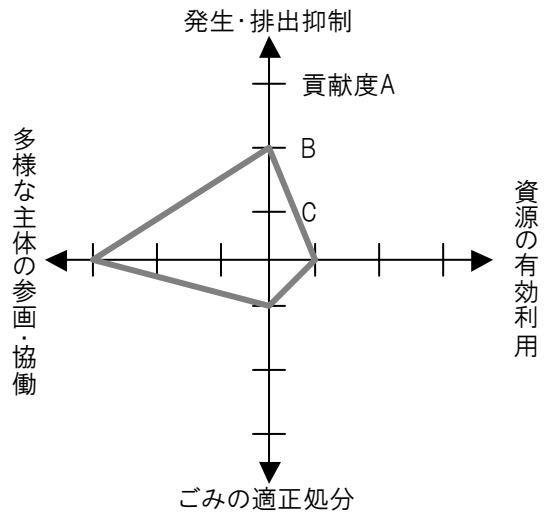 発生・排出抑制
貢献度A
B
C
多様な主体の参画・協働
資源の有効利用
ごみの適正処分